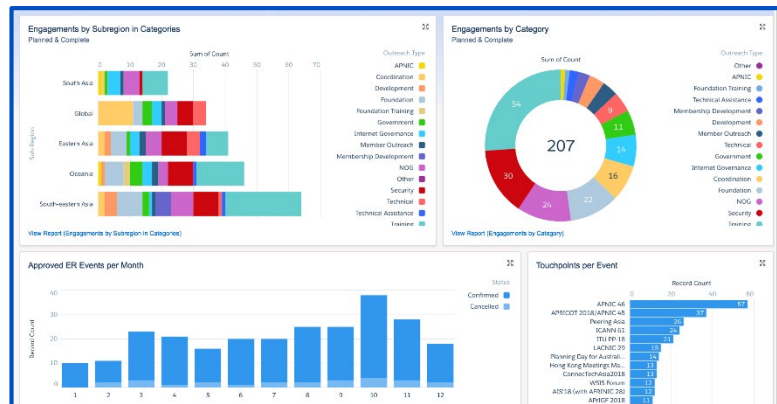 Engagements by Subregion in Categories
Planned & Complete
Sum of Count
0 10 20 30 40 50 60 70
Sub Region
South Asia
Global
Eastern Asia
Oceania
South-eastern Asia
Outreach Type
APNIC
Coordination
Development
Foundation
Foundation Training
Government
Internet Governance
Member Outreach
Membership Development
NOG
Other
Security
Technical
Technical Assistance
Training
View Report (Engagements by Subregion in Categories)
Engagements by Category
Planned & Complete
Sum of Count
54
9
11
14
16
22
24
30
207
Outreach Type
Other
APNIC
Foundation Training
Technical Assistance
Membership Development
Development
Member Outreach
Technical
Government
Internet Governance
Coordination
Foundation
NOG
Security
Training
View Report (Engagements by Category)
Approved ER Events per Month
Status
Confirmed
Cancelled
Record Count
40
30
20
10
0
1 2 3 4 5 6 7 8 9 10 11 12
Touchpoints per Event
Record Count
0 20 40 60
APNIC 46 57
APRICOT 2018/APNIC 45 37
Peering Asia 26
ICANN 61 24
ITU PP-18 21
LACNIC 29 15
Planning Day for Australi... 14
Hong Kong Meetings Ma... 13
ConnecTechAsia2018 13
WSIS Forum 12
AIS'18 (with AFRINIC 28) 12
APrIGF 2018 11